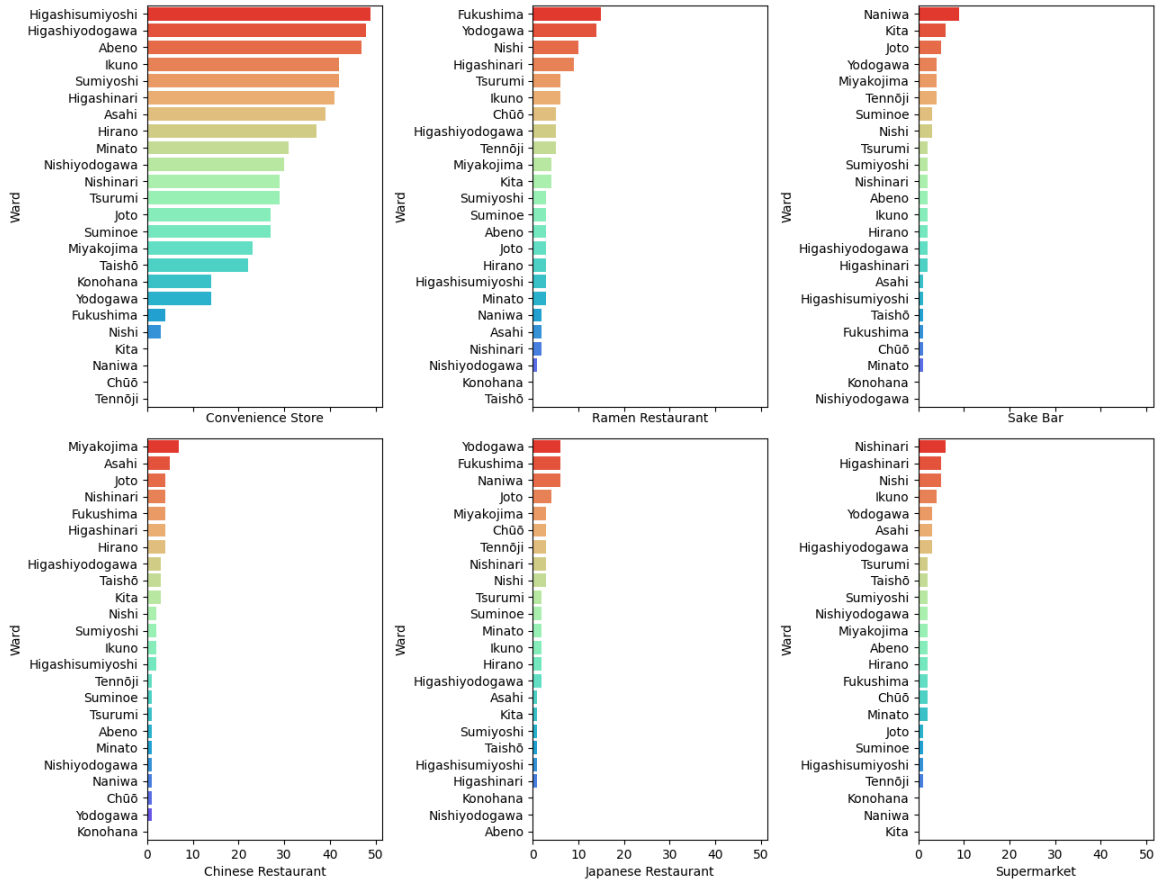 Higashisumiyoshi
Higashiyodogawa
Abeno
Ikuno
Sumiyoshi
Higashinari
Asahi
Hirano
Minato
Nishiyodogawa
Nishinari
Tsurumi
Joto
Suminoe
Miyakojima
Taishō
Konohana
Yodogawa
Fukushima
Nishi
Kita
Naniwa
Chūō
Tennōji
Ward
Convenience Store
Fukushima
Yodogawa
Nishi
Higashinari
Tsurumi
Ikuno
Chūō
Higashiyodogawa
Tennōji
Miyakojima
Kita
Sumiyoshi
Suminoe
Abeno
Joto
Hirano
Higashisumiyoshi
Minato
Naniwa
Asahi
Nishinari
Nishiyodogawa
Konohana
Taishō
Ward
Ramen Restaurant
Naniwa
Kita
Joto
Yodogawa
Miyakojima
Tennōji
Suminoe
Nishi
Tsurumi
Sumiyoshi
Nishinari
Abeno
Ikuno
Hirano
Higashiyodogawa
Higashinari
Asahi
Higashisumiyoshi
Taishō
Fukushima
Chūō
Minato
Konohana
Nishiyodogawa
Ward
Sake Bar
Miyakojima
Asahi
Joto
Nishinari
Fukushima
Higashinari
Hirano
Higashiyodogawa
Taishō
Kita
Nishi
Sumiyoshi
Ikuno
Higashisumiyoshi
Tennōji
Suminoe
Tsurumi
Abeno
Minato
Nishiyodogawa
Naniwa
Chūō
Yodogawa
Konohana
Ward
0 10 20 30 40 50
Chinese Restaurant
Yodogawa
Fukushima
Naniwa
Joto
Miyakojima
Chūō
Tennōji
Nishinari
Nishi
Tsurumi
Suminoe
Minato
Ikuno
Hirano
Higashiyodogawa
Asahi
Kita
Sumiyoshi
Taishō
Higashisumiyoshi
Higashinari
Konohana
Nishiyodogawa
Abeno
Ward
0 10 20 30 40 50
Japanese Restaurant
Nishinari
Higashinari
Nishi
Ikuno
Yodogawa
Asahi
Higashiyodogawa
Tsurumi
Taishō
Sumiyoshi
Nishiyodogawa
Miyakojima
Abeno
Hirano
Fukushima
Chūō
Minato
Joto
Suminoe
Higashisumiyoshi
Tennōji
Konohana
Naniwa
Kita
Ward
0 10 20 30 40 50
Supermarket